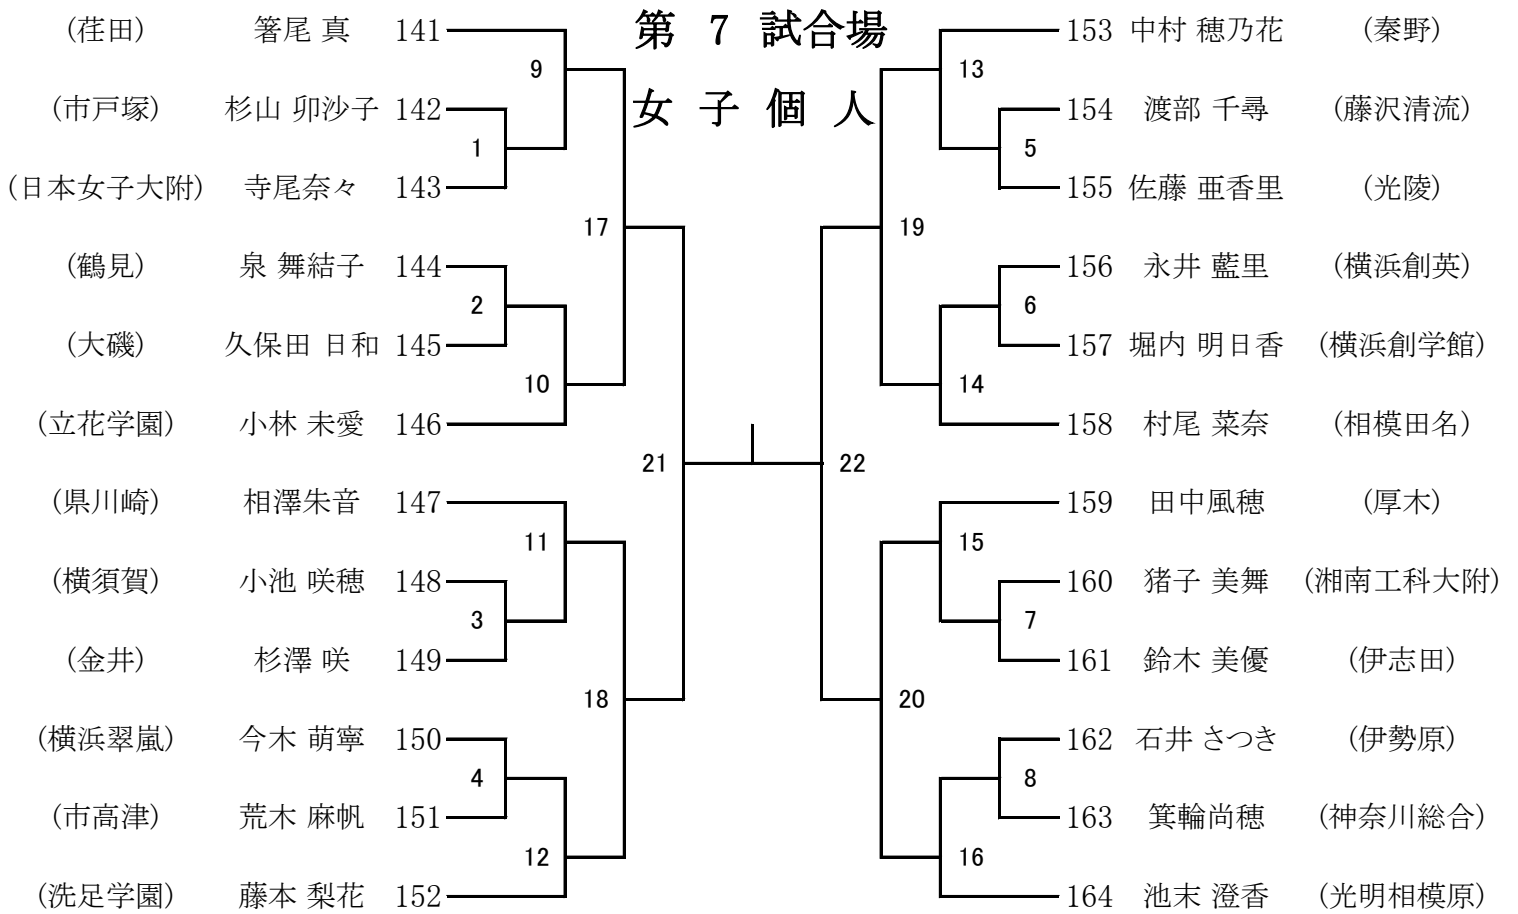 第 7 試合場
女 子 個 人
(荏田) 箸尾 真 141
9
(市戸塚) 杉山 卯沙子 142
1
(日本女子大附) 寺尾奈々 143
17
(鶴見) 泉 舞結子 144
2
(大磯) 久保田 日和 145
10
(立花学園) 小林 未愛 146
21
(県川崎) 相澤朱音 147
11
(横須賀) 小池 咲穂 148
3
(金井) 杉澤 咲 149
18
(横浜翠嵐) 今木 萌寧 150
4
(市高津) 荒木 麻帆 151
12
(洗足学園) 藤本 梨花 152
153 中村 穂乃花 (秦野)
13
154 渡部 千尋 (藤沢清流)
5
155 佐藤 亜香里 (光陵)
19
156 永井 藍里 (横浜創英)
6
157 堀内 明日香 (横浜創学館)
14
158 村尾 菜奈 (相模田名)
22
159 田中風穂 (厚木)
15
160 猪子 美舞 (湘南工科大附)
7
161 鈴木 美優 (伊志田)
20
162 石井 さつき (伊勢原)
8
163 箕輪尚穂 (神奈川総合)
16
164 池末 澄香 (光明相模原)